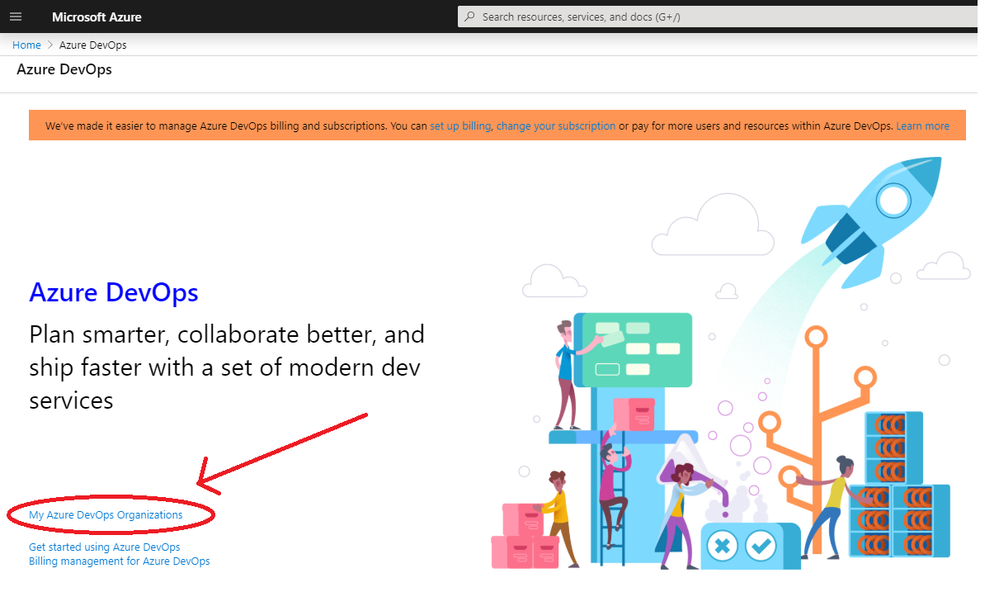 Microsoft Azure
Search resources, services, and docs (G+/)
Home > Azure DevOps
Azure DevOps
We've made it easier to manage Azure DevOps billing and subscriptions. You can set up billing, change your subscription or pay for more users and resources within Azure DevOps. Learn more
Azure DevOps
Plan smarter, collaborate better, and
ship faster with a set of modern dev
services
My Azure DevOps Organizations
Get started using Azure DevOps
Billing management for Azure DevOps